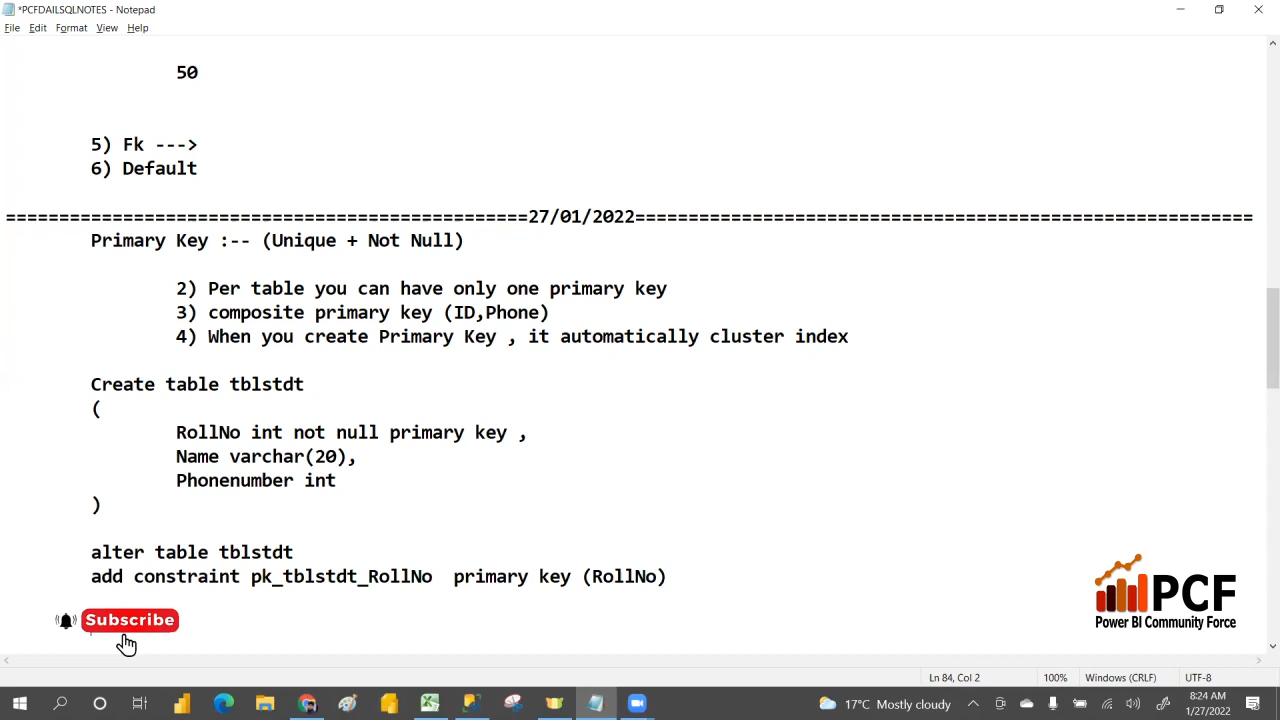 *PCFDAILSQLNOTES - Notepad
File Edit Format View Help
50
5) Fk --->
6) Default
=================================================27/01/2022==========================================================
Primary Key :-- (Unique + Not Null)
2) Per table you can have only one primary key
3) composite primary key (ID,Phone)
4) When you create Primary Key , it automatically cluster index
Create table tblstdt
(
RollNo int not null primary key ,
Name varchar(20),
Phonenumber int
)
alter table tblstdt
add constraint pk_tblstdt_RollNo  primary key (RollNo)
Subscribe
PCF
Power BI Community Force
Ln 84, Col 2
100%
Windows (CRLF)
UTF-8
17°C Mostly cloudy
8:24 AM
1/27/2022